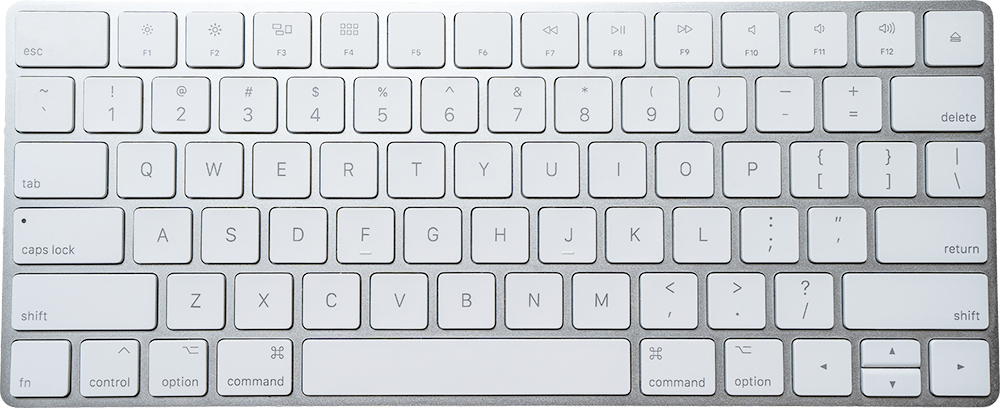 esc F1 F2 F3 F4 F5 F6 F7 F8 F9 F10 F11 F12
~ ! @ # $ % ^ & * ( ) — +
` 1 2 3 4 5 6 7 8 9 0 - = delete
tab Q W E R T Y U I O P { [ } ] | \
caps lock A S D F G H J K L : ; " ' return
shift Z X C V B N M < , > . ? / shift
fn control option command command option